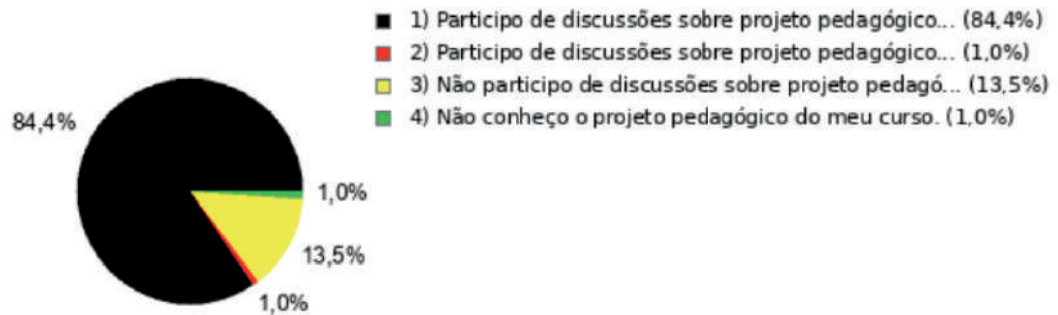 1) Participo de discussões sobre projeto pedagógico... (84,4%)
2) Participo de discussões sobre projeto pedagógico... (1,0%)
3) Não participo de discussões sobre projeto pedagó... (13,5%)
4) Não conheço o projeto pedagógico do meu curso. (1,0%)
84,4%
1,0%
13,5%
1,0%